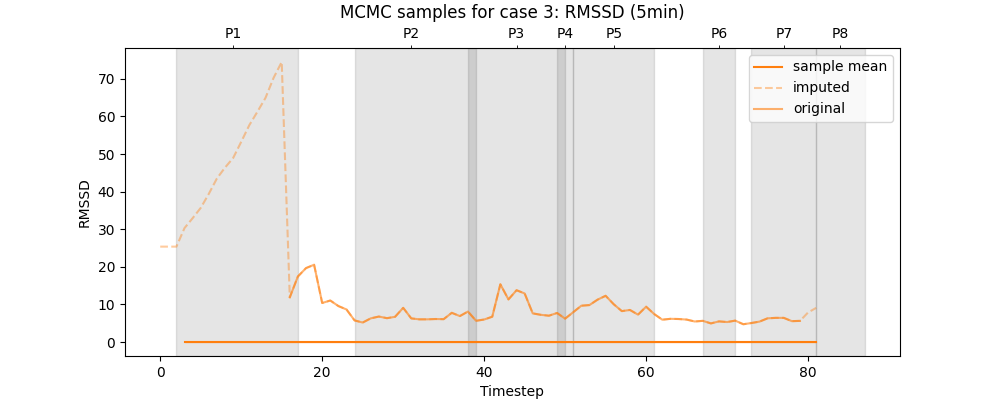 MCMC samples for case 3: RMSSD (5min)
P1 P2 P3 P4 P5 P6 P7 P8
sample mean
imputed
original
70
60
50
40
30
20
10
0
RMSSD
0 20 40 60 80
Timestep